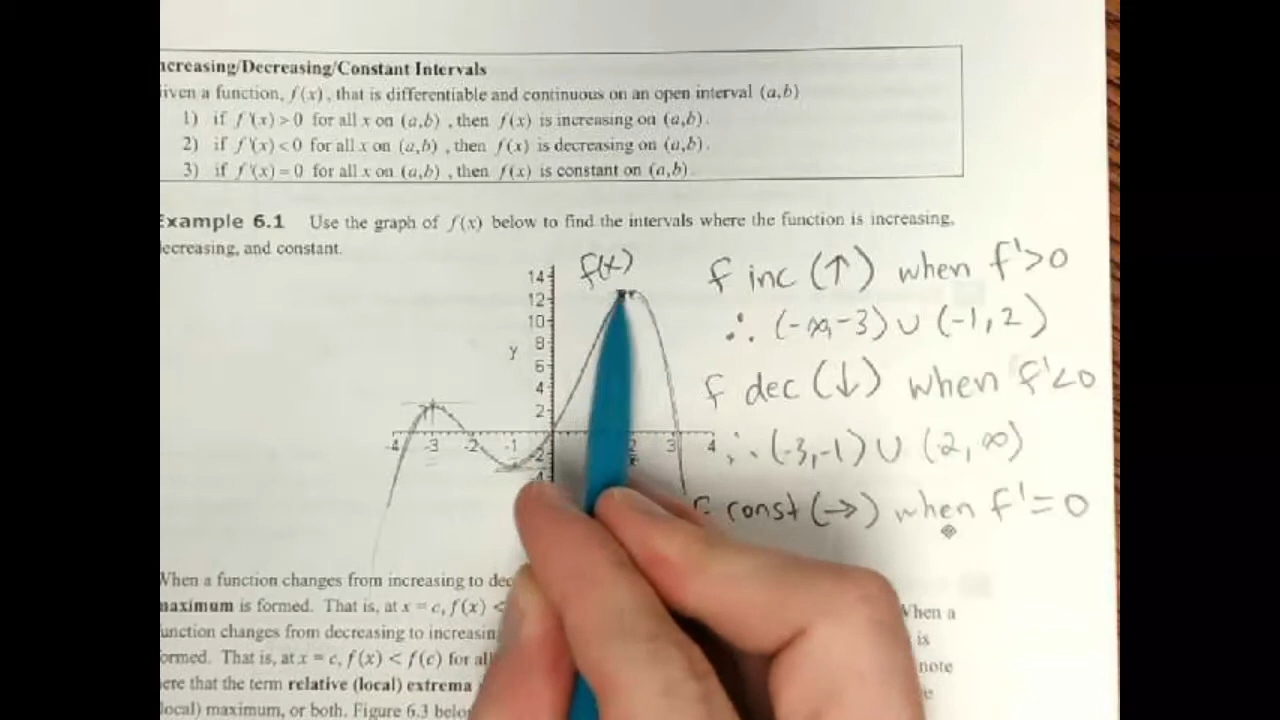 ncreasing/Decreasing/Constant Intervals
iven a function, f(x), that is differentiable and continuous on an open interval (a,b)
1) if f'(x) > 0 for all x on (a,b), then f(x) is increasing on (a,b).
2) if f'(x) < 0 for all x on (a,b), then f(x) is decreasing on (a,b).
3) if f'(x) = 0 for all x on (a,b), then f(x) is constant on (a,b)
Example 6.1 Use the graph of f(x) below to find the intervals where the function is increasing,
ecreasing, and constant.
f(x)
14
12
10
8
6
4
2
-2
-4
y
-4 -3 -2 -1 2 3 4
f inc (↑) when f'>0
∴ (-∞,-3) ∪ (-1,2)
f dec (↓) when f'<0
∴ (-3,-1) ∪ (2,∞)
f const (→) when f'=0
When a function changes from increasing to dec
maximum is formed. That is, at x = c, f(x) <
When a
unction changes from decreasing to increasin
is
ormed. That is, at x = c, f(x) < f(c) for all
note
ere that the term relative (local) extrema
local) maximum, or both. Figure 6.3 belo